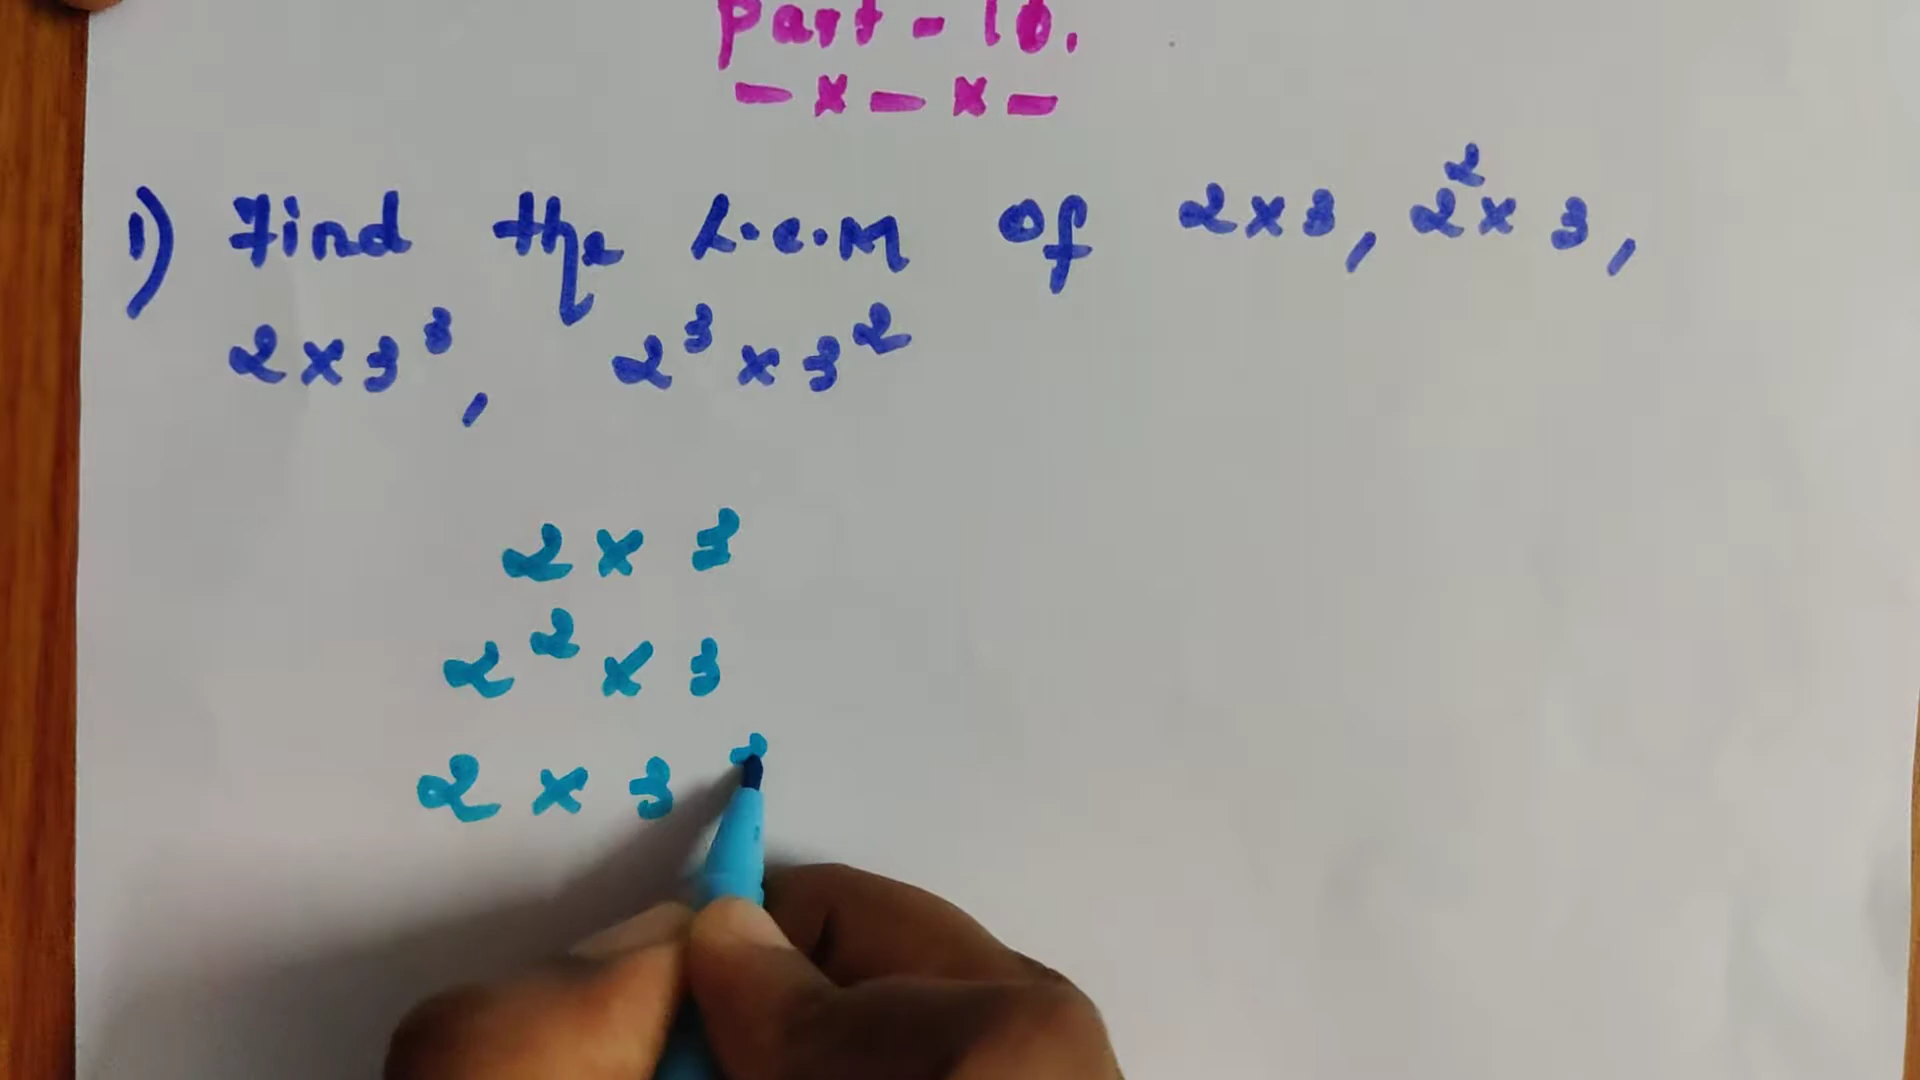 Part - 10.
- x - x -
1) Find the L.C.M of 2×3, 2²×3,
2×3³, 2³×3²
2 × 3
2² × 3
2 × 3